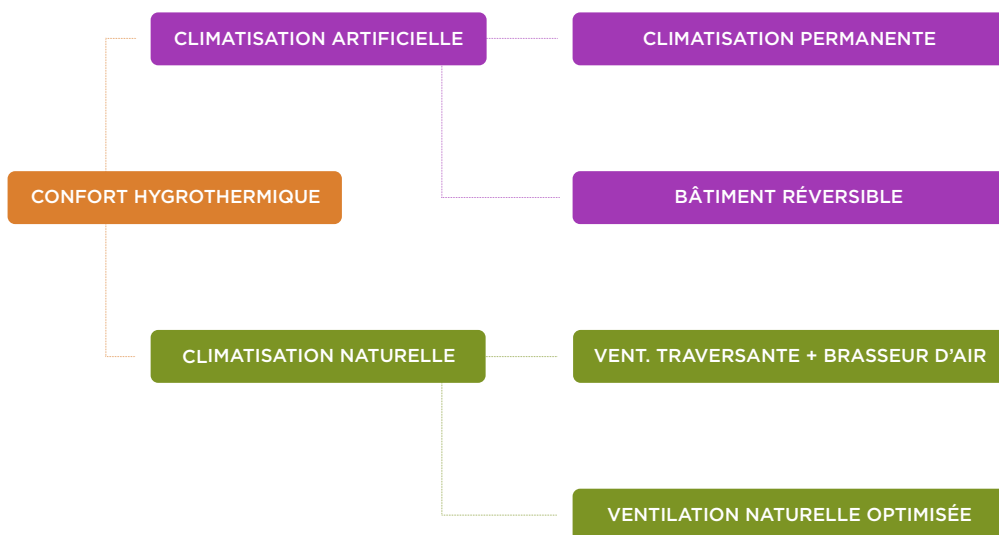 CLIMATISATION ARTIFICIELLE
CLIMATISATION PERMANENTE
CONFORT HYGROTHERMIQUE
BÂTIMENT RÉVERSIBLE
CLIMATISATION NATURELLE
VENT. TRAVERSANTE + BRASSEUR D’AIR
VENTILATION NATURELLE OPTIMISÉE